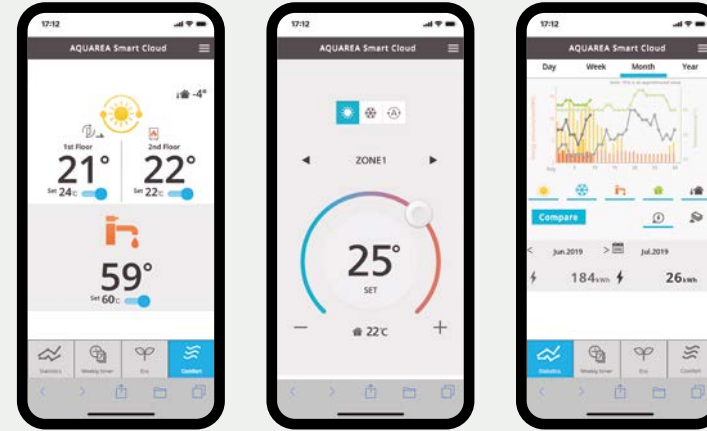 17:12
AQUAREA Smart Cloud
-4°
1st Floor
2nd Floor
21°
22°
Set 24°C
Set 22°C
59°
Set 60°C
Statistics
Weekly timer
Eco
Comfort
17:12
AQUAREA Smart Cloud
A
ZONE1
25°
SET
22°C
17:12
AQUAREA Smart Cloud
Day
Week
Month
Year
Compare
Jun.2019
Jul.2019
184kWh
26kWh
Statistics
Weekly timer
Eco
Comfort